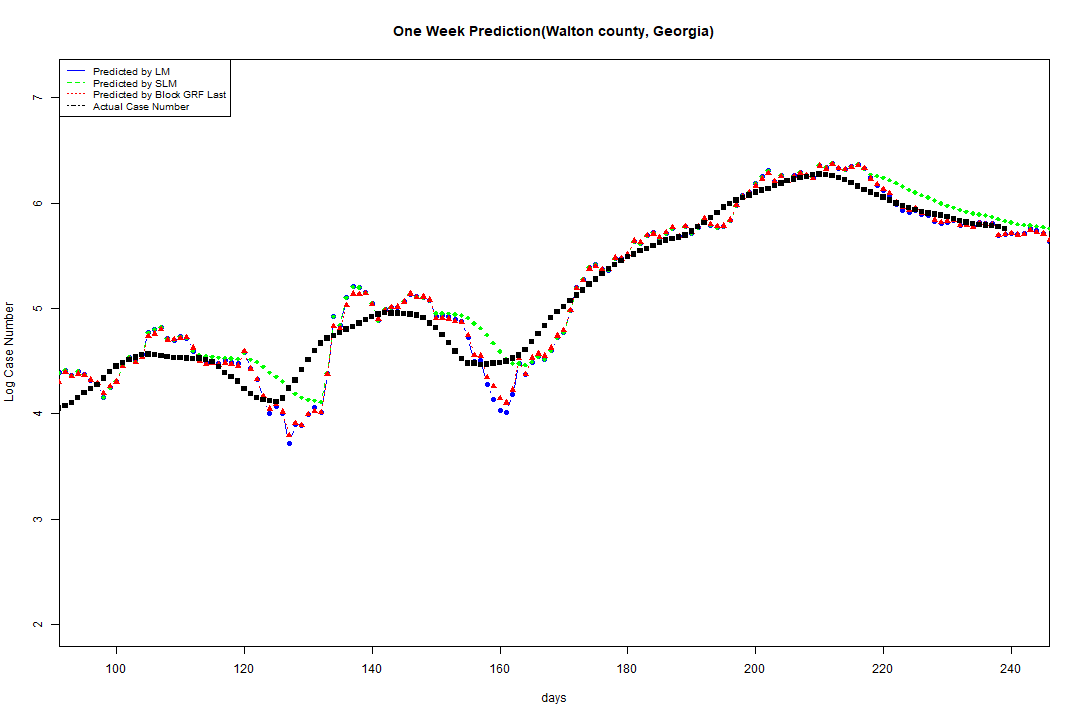 One Week Prediction(Walton county, Georgia)
Predicted by LM
Predicted by SLM
Predicted by Block GRF Last
Actual Case Number
7
6
5
4
3
2
Log Case Number
100 120 140 160 180 200 220 240
days